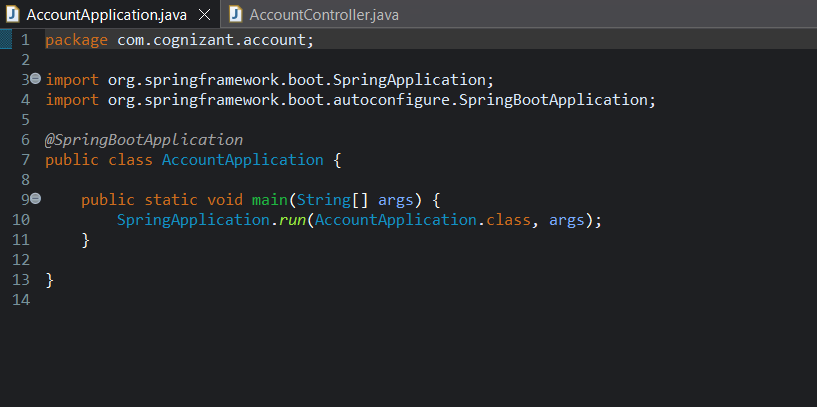 AccountApplication.java AccountController.java
1 package com.cognizant.account;
2
3 import org.springframework.boot.SpringApplication;
4 import org.springframework.boot.autoconfigure.SpringBootApplication;
5
6 @SpringBootApplication
7 public class AccountApplication {
8
9     public static void main(String[] args) {
10         SpringApplication.run(AccountApplication.class, args);
11     }
12
13 }
14